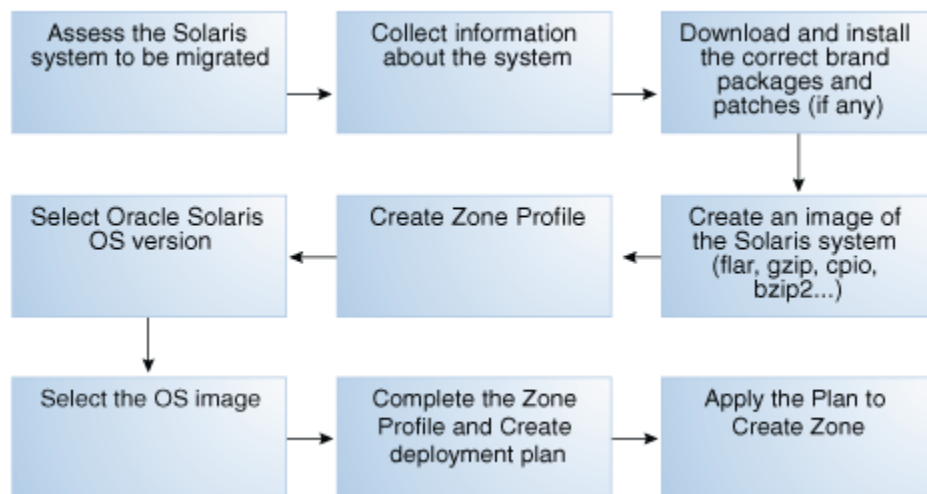 Assess the Solaris
system to be migrated
Collect information
about the system
Download and install
the correct brand
packages and
patches (if any)
Create an image of
the Solaris system
(flar, gzip, cpio,
bzip2...)
Create Zone Profile
Select Oracle Solaris
OS version
Select the OS image
Complete the Zone
Profile and Create
deployment plan
Apply the Plan to
Create Zone